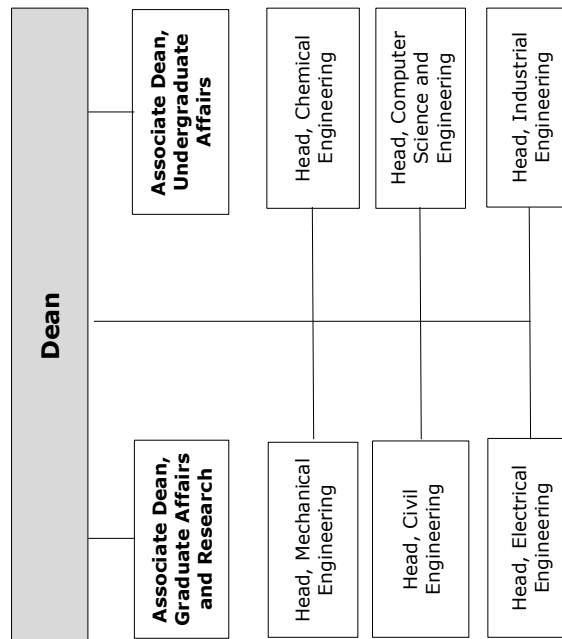 Dean
Associate Dean,
Graduate Affairs
and Research
Associate Dean,
Undergraduate
Affairs
Head, Mechanical
Engineering
Head, Chemical
Engineering
Head, Civil
Engineering
Head, Computer
Science and
Engineering
Head, Electrical
Engineering
Head, Industrial
Engineering